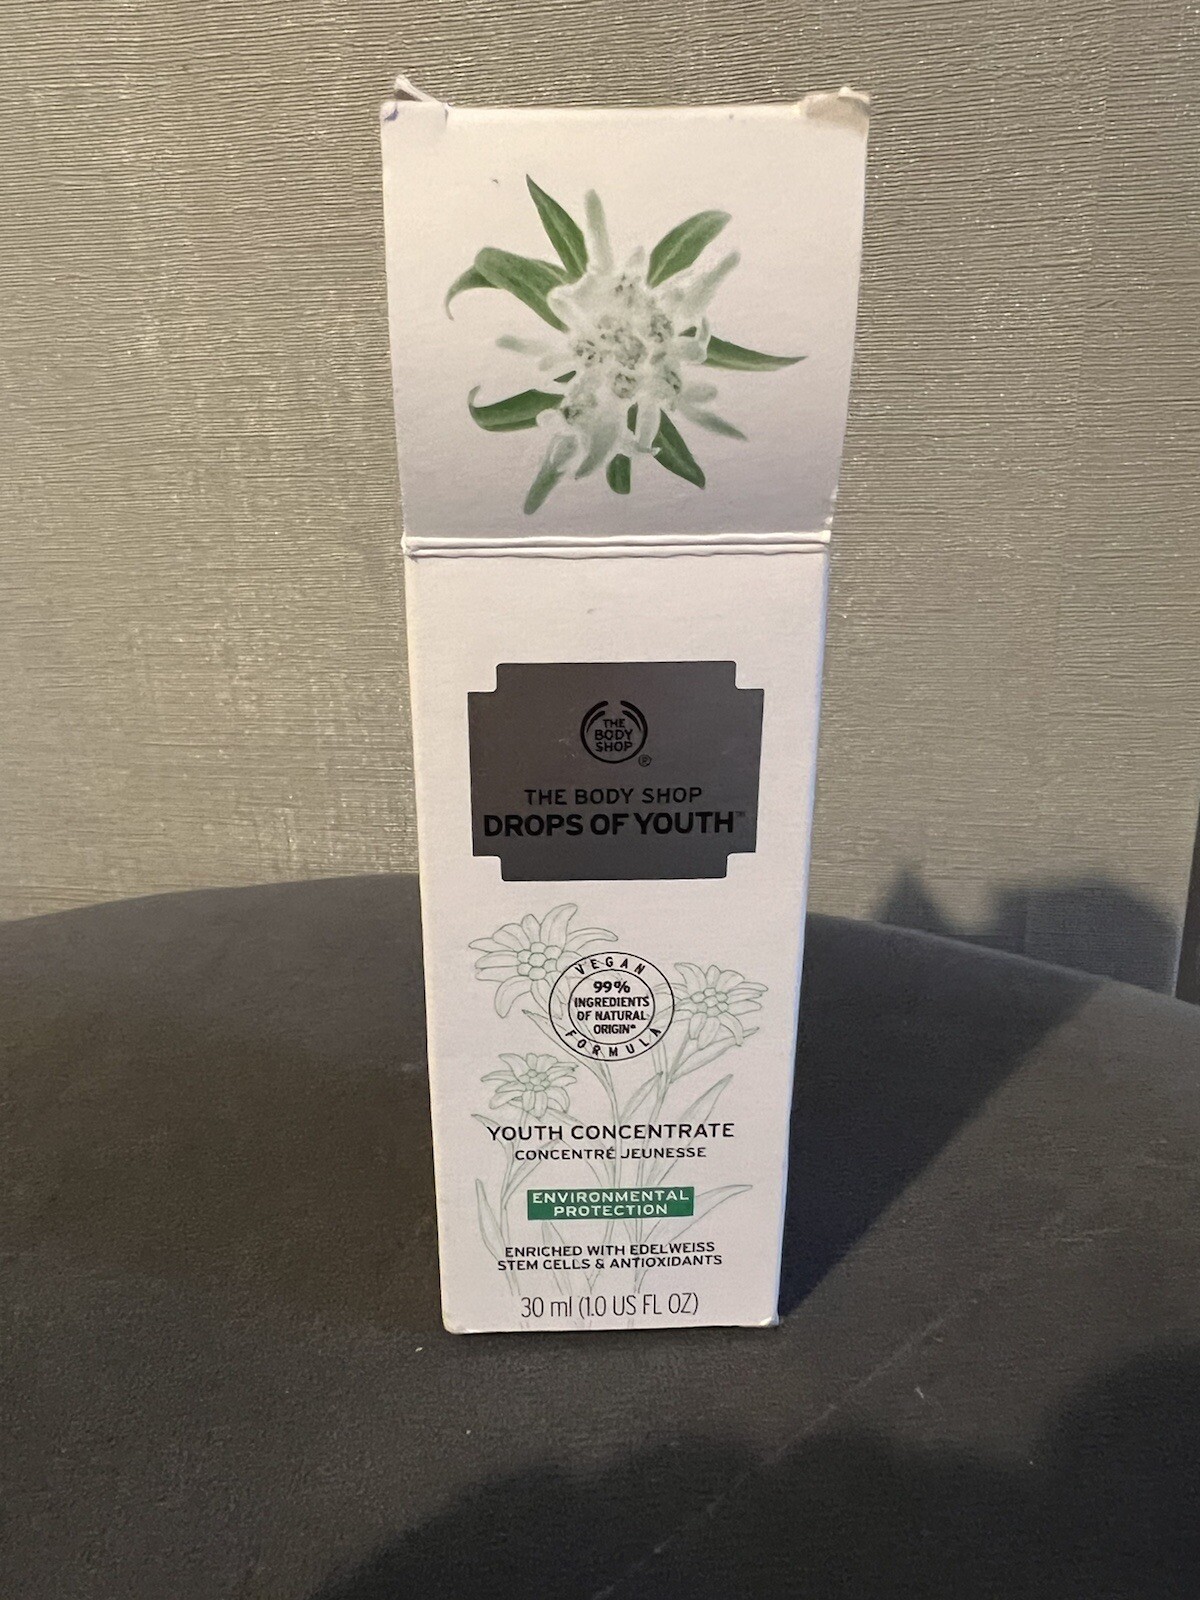 THE
BODY
SHOP
®
THE BODY SHOP
DROPS OF YOUTH™
VEGAN
99%
INGREDIENTS
OF NATURAL
ORIGIN*
FORMULA
YOUTH CONCENTRATE
CONCENTRÉ JEUNESSE
ENVIRONMENTAL
PROTECTION
ENRICHED WITH EDELWEISS
STEM CELLS & ANTIOXIDANTS
30 ml (1.0 US FL OZ)